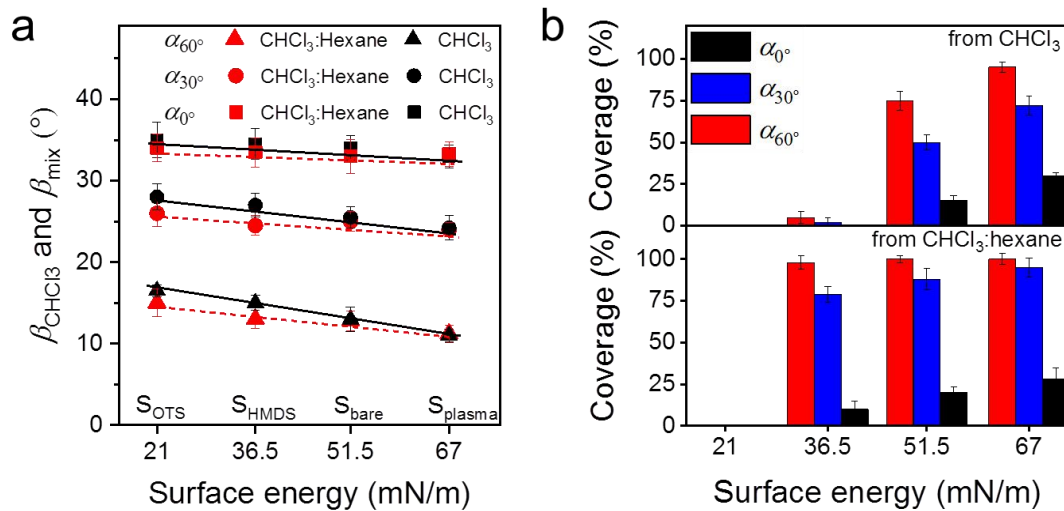 a
α60° CHCl3:Hexane CHCl3
α30° CHCl3:Hexane CHCl3
α0° CHCl3:Hexane CHCl3
βCHCl3 and βmix (°)
40
30
20
10
0
SOTS SHMDS Sbare Splasma
21 36.5 51.5 67
Surface energy (mN/m)
b
from CHCl3
α0°
α30°
α60°
Coverage (%)
100
75
50
25
0
from CHCl3:hexane
Coverage (%)
100
75
50
25
0
21 36.5 51.5 67
Surface energy (mN/m)